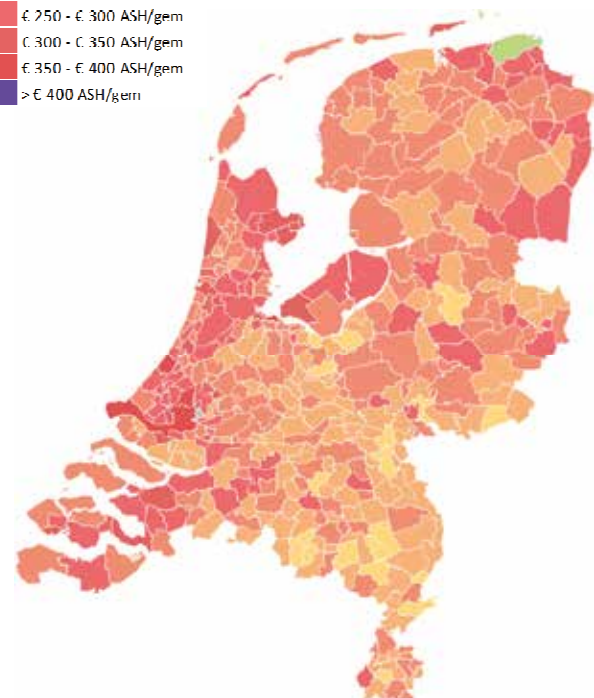 € 250 - € 300 ASH/gem
€ 300 - € 350 ASH/gem
€ 350 - € 400 ASH/gem
> € 400 ASH/gem